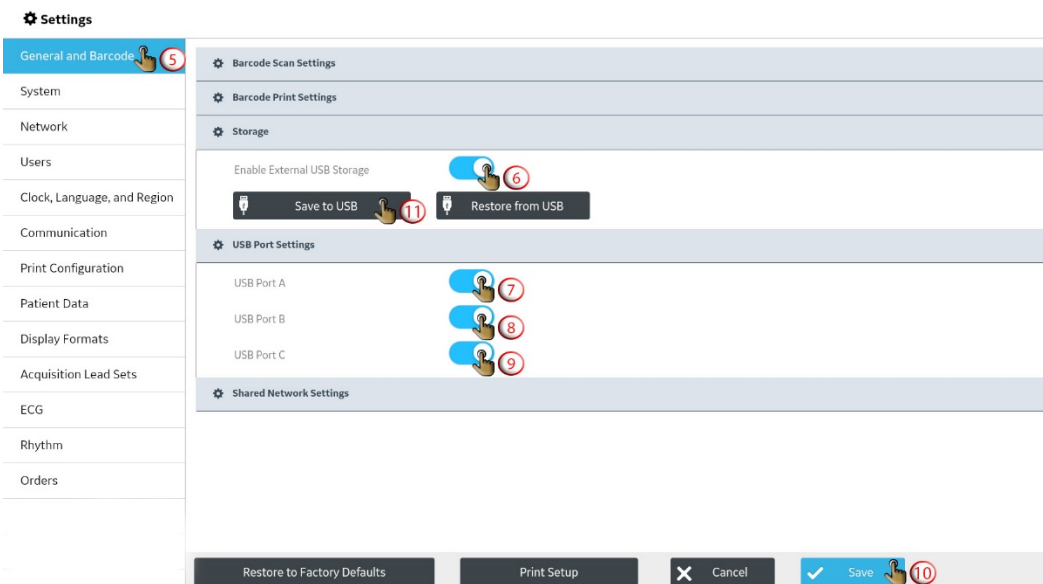 Settings
General and Barcode 5
System
Network
Users
Clock, Language, and Region
Communication
Print Configuration
Patient Data
Display Formats
Acquisition Lead Sets
ECG
Rhythm
Orders
Barcode Scan Settings
Barcode Print Settings
Storage
Enable External USB Storage 6
Save to USB 11 Restore from USB
USB Port Settings
USB Port A 7
USB Port B 8
USB Port C 9
Shared Network Settings
Restore to Factory Defaults Print Setup Cancel Save 10